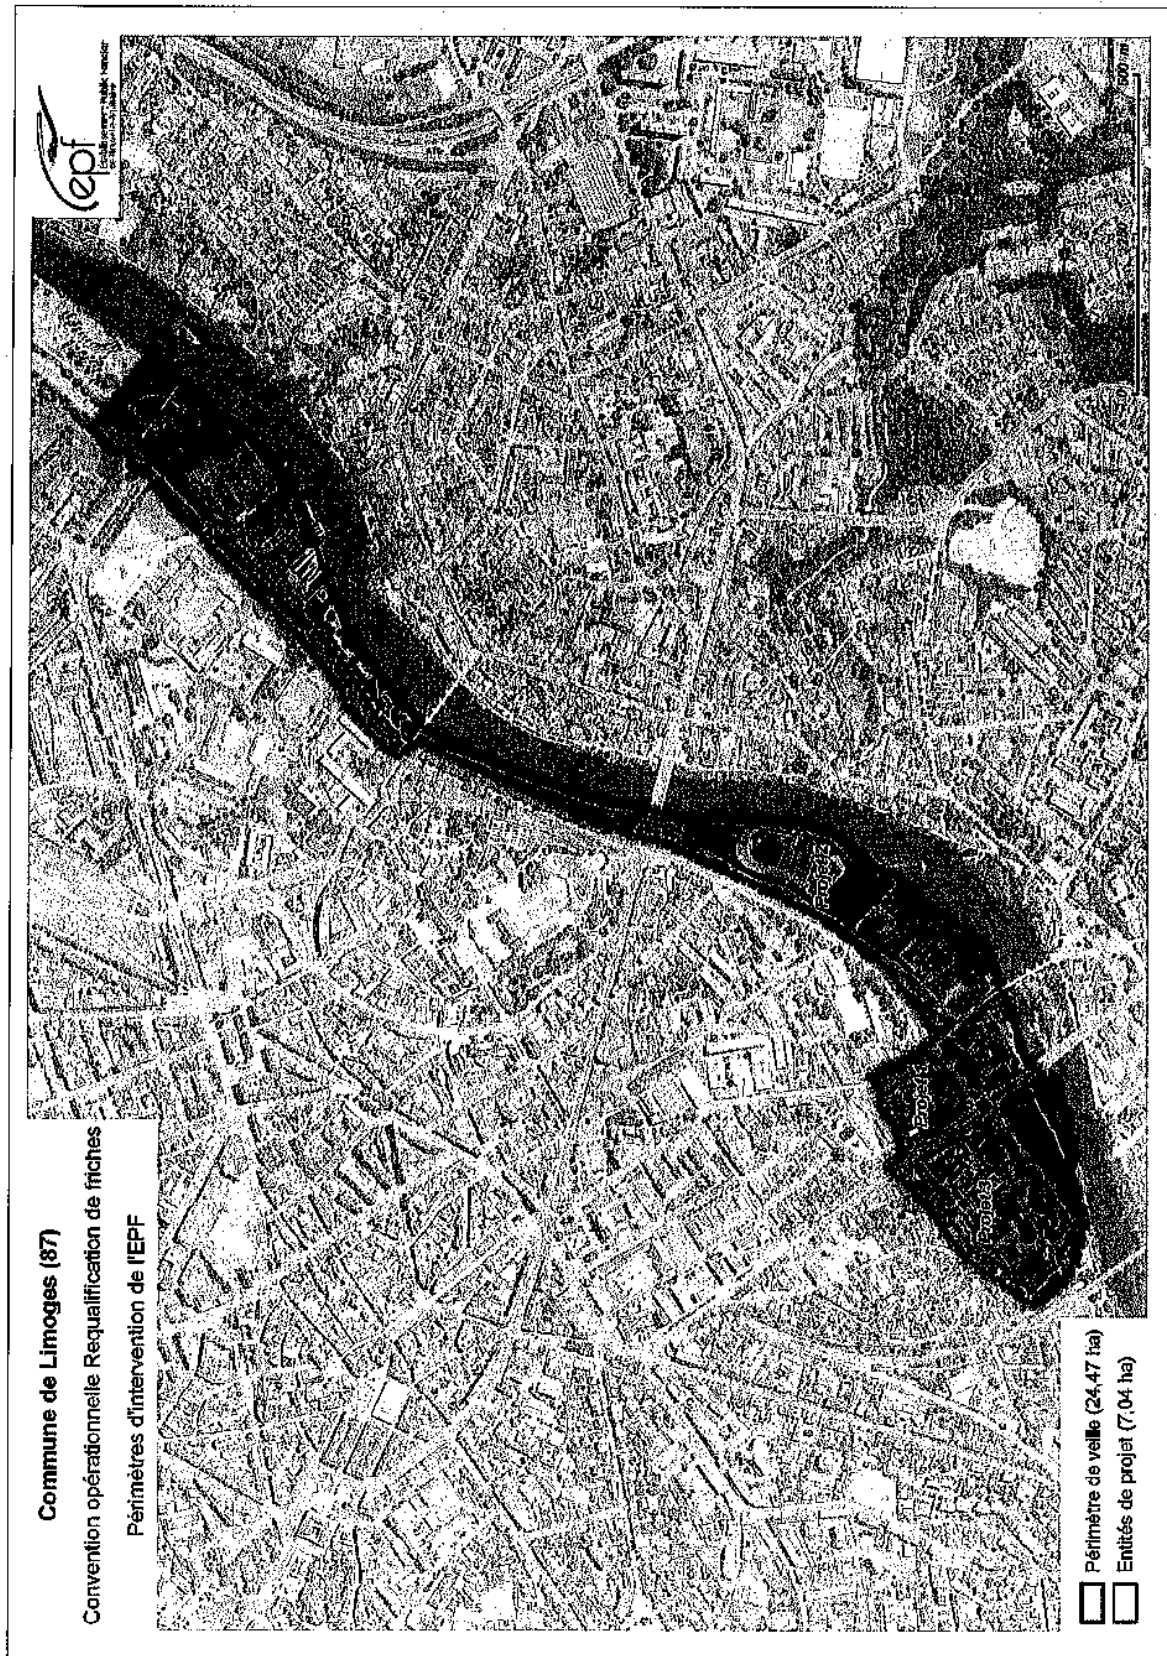 Commune de Limoges (87)
Convention opérationnelle Requalification de friches
Périmètres d'intervention de l'EPF
epf
Projet 2
Projet 1
Projet 3
Périmètre de veille (24,47 ha)
Entités de projet (7,04 ha)